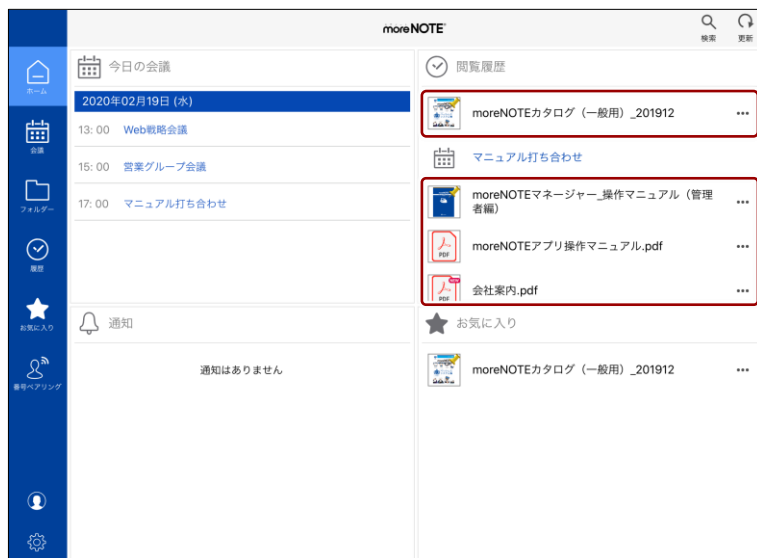 moreNOTE
検索
更新
ホーム
会議
フォルダー
履歴
お気に入り
番号ペアリング
今日の会議
2020年02月19日 (水)
13: 00 Web戦略会議
15: 00 営業グループ会議
17: 00 マニュアル打ち合わせ
閲覧履歴
moreNOTEカタログ（一般用）_201912
マニュアル打ち合わせ
moreNOTEマネージャー_操作マニュアル（管理
者編）
PDF
moreNOTEアプリ操作マニュアル.pdf
PDF
会社案内.pdf
通知
通知はありません
お気に入り
moreNOTEカタログ（一般用）_201912